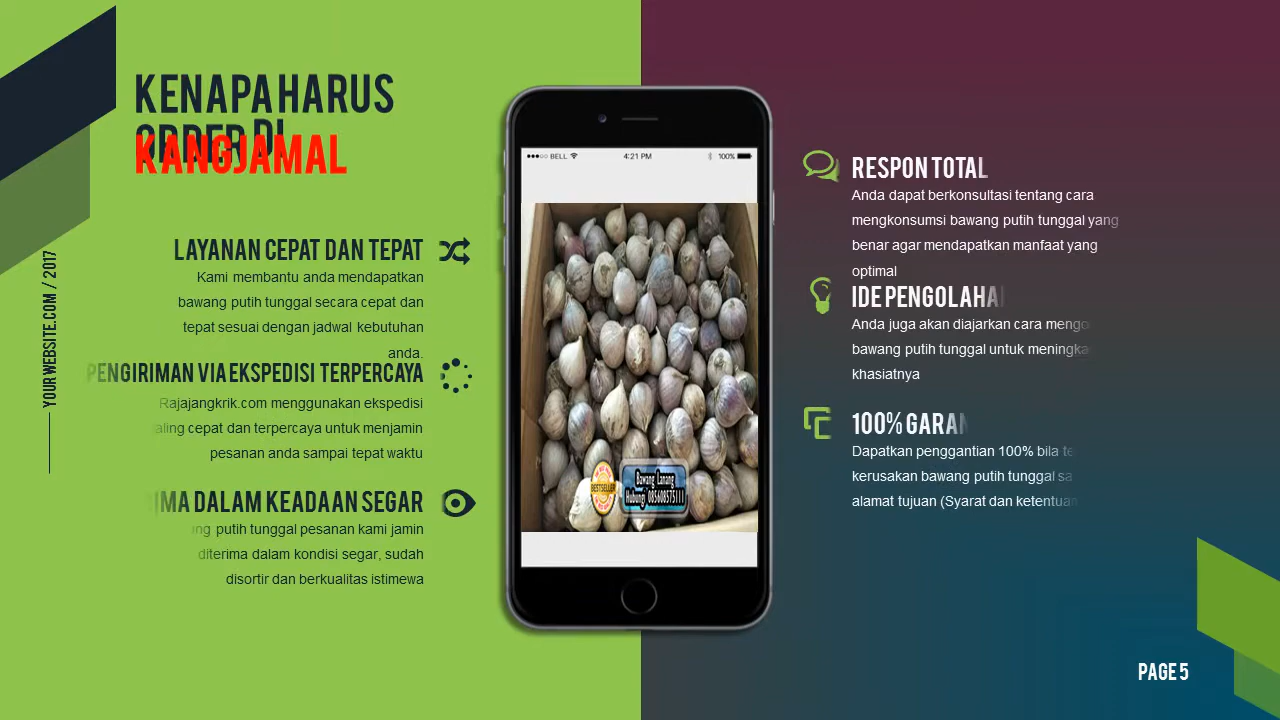 KENAPA HARUS
ORDER DI
KANGJAMAL
LAYANAN CEPAT DAN TEPAT
Kami membantu anda mendapatkan
bawang putih tunggal secara cepat dan
tepat sesuai dengan jadwal kebutuhan
anda.
PENGIRIMAN VIA EKSPEDISI TERPERCAYA
Rajajangkrik.com menggunakan ekspedisi
aling cepat dan terpercaya untuk menjamin
pesanan anda sampai tepat waktu
IMA DALAM KEADAAN SEGAR
ng putih tunggal pesanan kami jamin
diterima dalam kondisi segar, sudah
disortir dan berkualitas istimewa
YOURWEBSITE.COM / 2017
BELL 4:21 PM 100%
BESTSELLER
Bawang Lanang
Hubungi 085608575111
RESPON TOTAL
Anda dapat berkonsultasi tentang cara
mengkonsumsi bawang putih tunggal yang
benar agar mendapatkan manfaat yang
optimal
IDE PENGOLAHA
Anda juga akan diajarkan cara mengo
bawang putih tunggal untuk meningka
khasiatnya
100% GARAN
Dapatkan penggantian 100% bila te
kerusakan bawang putih tunggal sa
alamat tujuan (Syarat dan ketentuan
PAGE 5